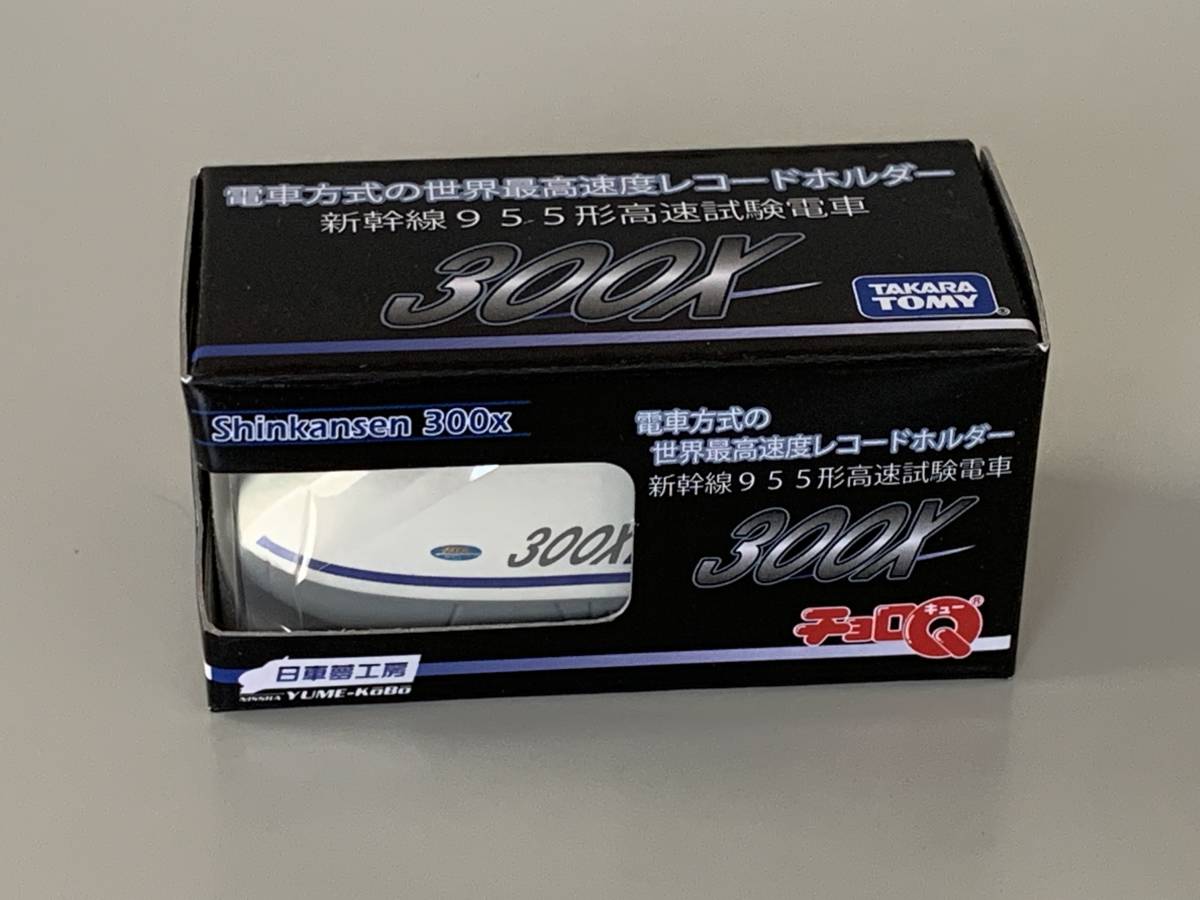 電車方式の世界最高速度レコードホルダー
新幹線９５５形高速試験電車
300X
TAKARA
TOMY
®
Shinkansen 300x
電車方式の
世界最高速度レコードホルダー
新幹線９５５形高速試験電車
300X
300X
チョロQ
キュー
®
日車夢工房
NISSHA YUME-KoBo